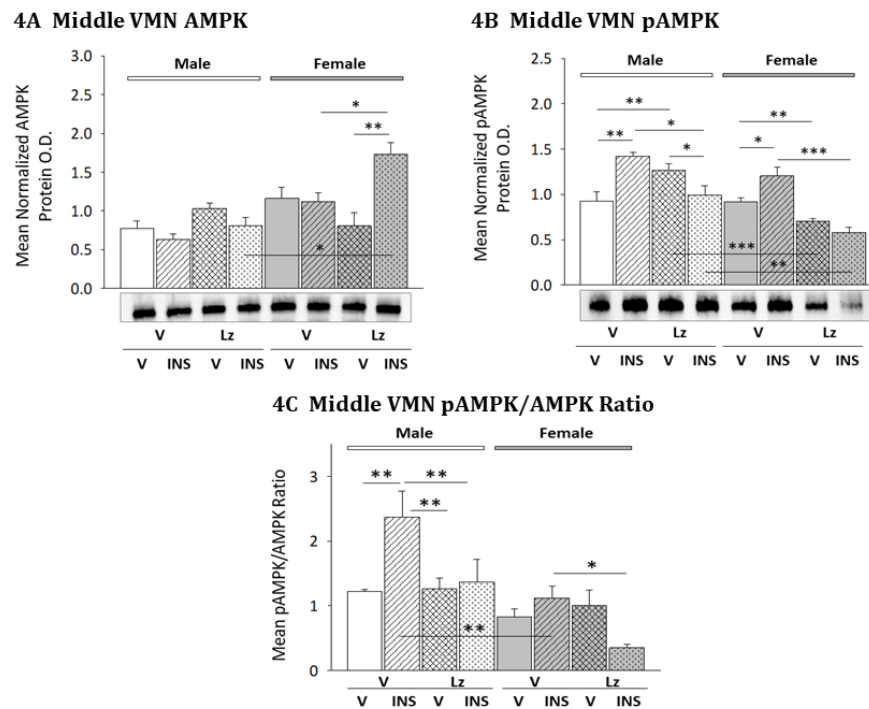 4A Middle VMN AMPK
Male
Female
Mean Normalized AMPK
Protein O.D.
3.0
2.5
2.0
1.5
1.0
0.5
0.0
*
**
*
V
Lz
V
Lz
V INS V INS V INS V INS
4B Middle VMN pAMPK
Male
Female
Mean Normalized pAMPK
Protein O.D.
2.5
2.0
1.5
1.0
0.5
0.0
**
**
*
*
**
*
***
***
**
V
Lz
V
Lz
V INS V INS V INS V INS
4C Middle VMN pAMPK/AMPK Ratio
Male
Female
Mean pAMPK/AMPK Ratio
3
2
1
0
**
**
**
*
**
V
Lz
V
Lz
V INS V INS V INS V INS